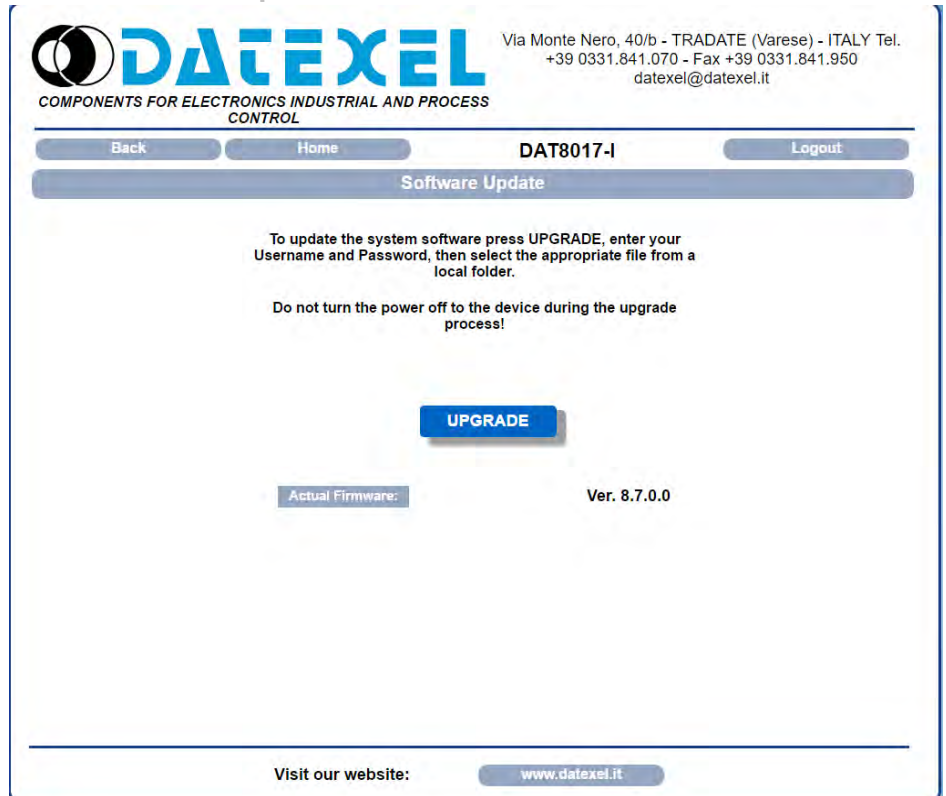 DATEXEL
COMPONENTS FOR ELECTRONICS INDUSTRIAL AND PROCESS
CONTROL
Via Monte Nero, 40/b - TRADATE (Varese) - ITALY Tel.
+39 0331.841.070 - Fax +39 0331.841.950
datexel@datexel.it
Back Home DAT8017-I Logout
Software Update
To update the system software press UPGRADE, enter your
Username and Password, then select the appropriate file from a
local folder.
Do not turn the power off to the device during the upgrade
process!
UPGRADE
Actual Firmware: Ver. 8.7.0.0
Visit our website: www.datexel.it